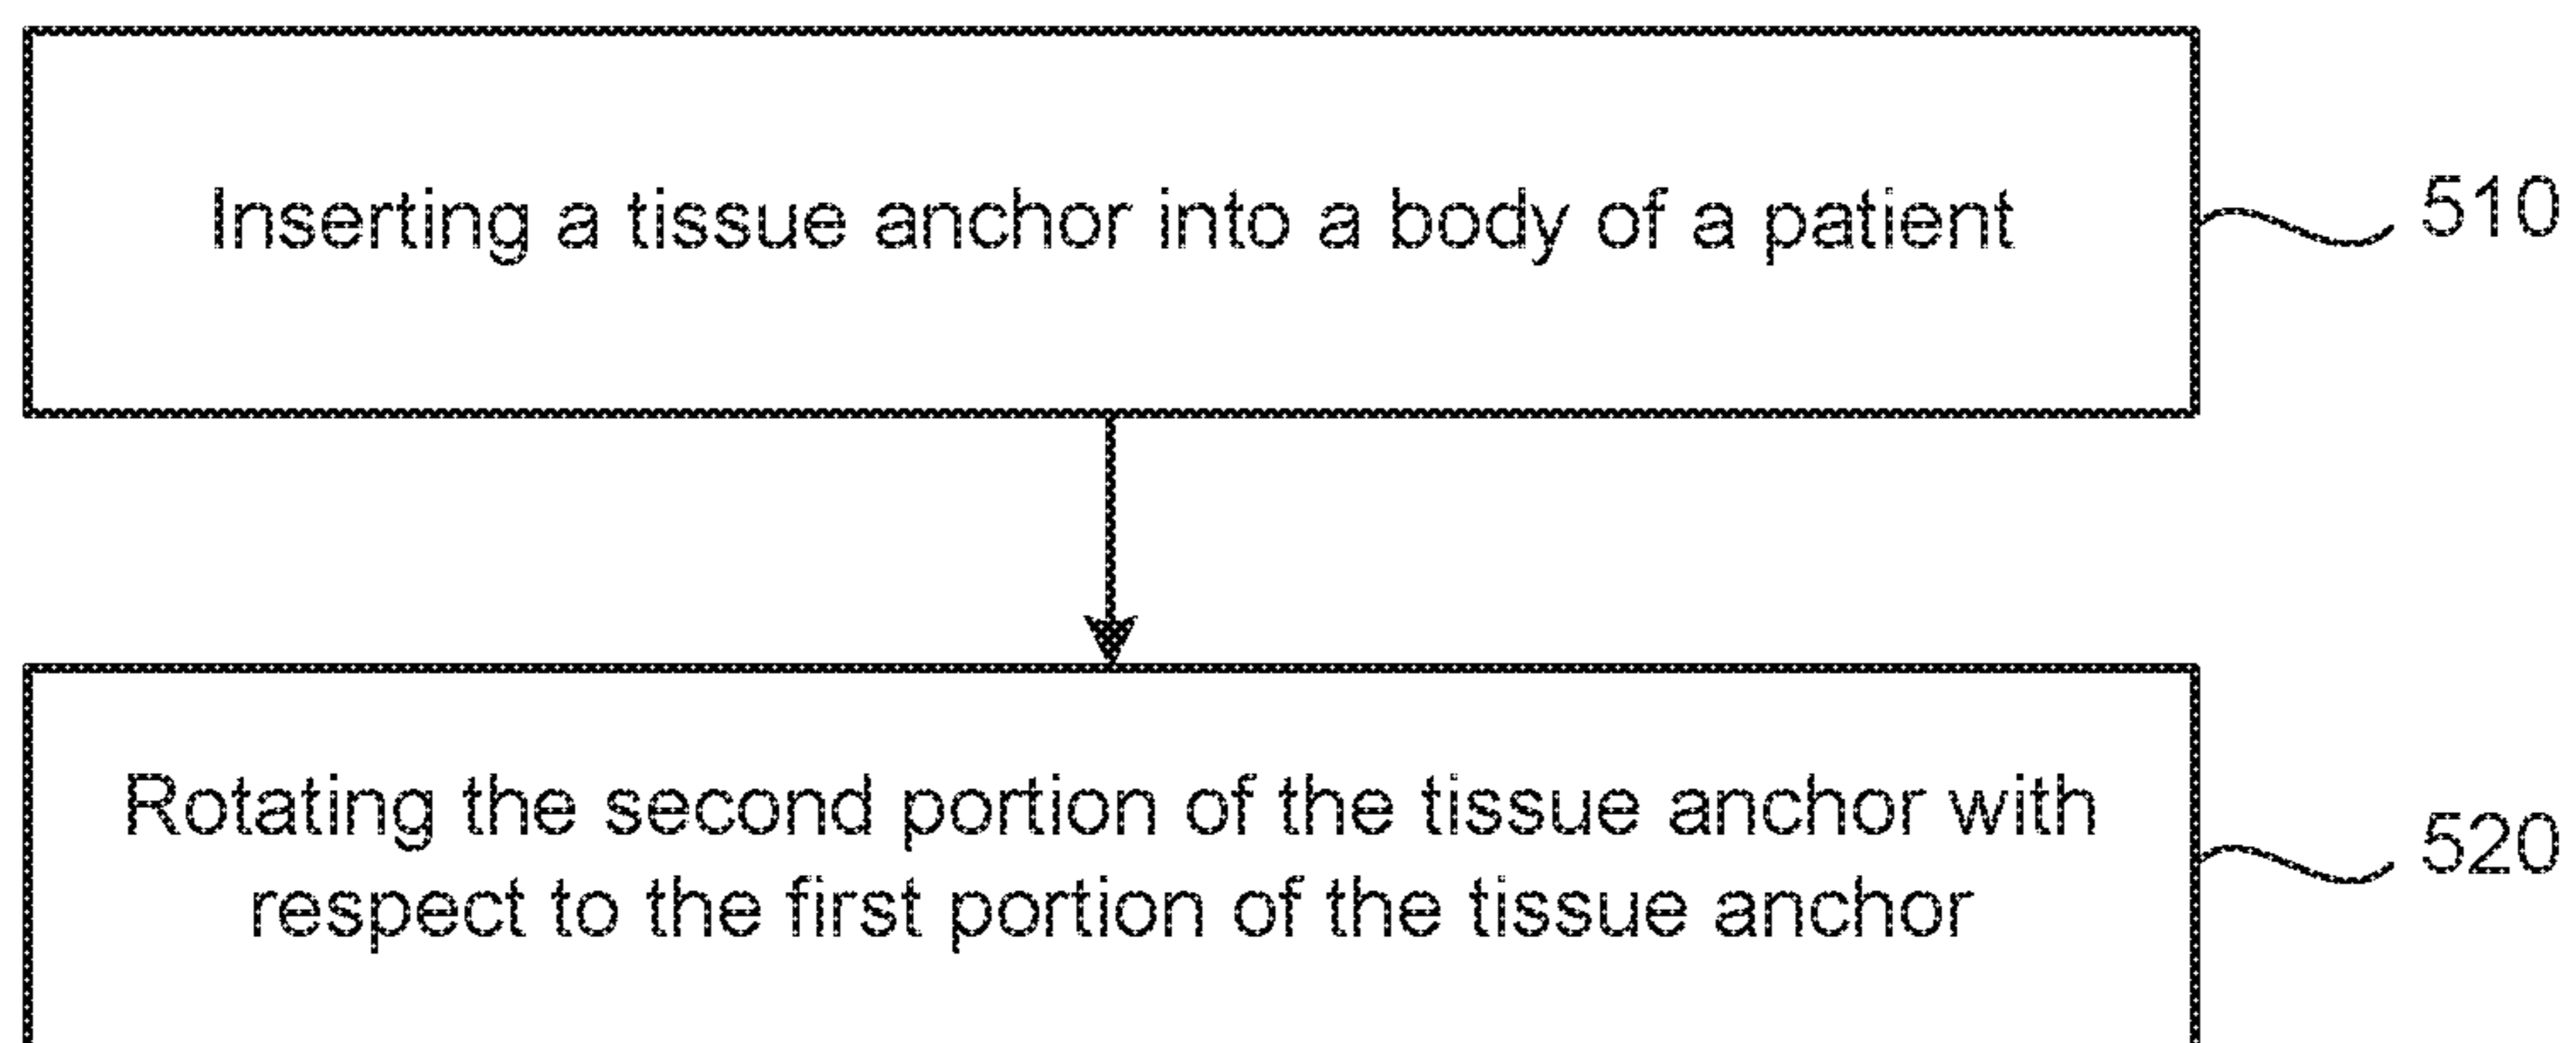 Inserting a tissue anchor into a body of a patient
510
Rotating the second portion of the tissue anchor with
respect to the first portion of the tissue anchor
520